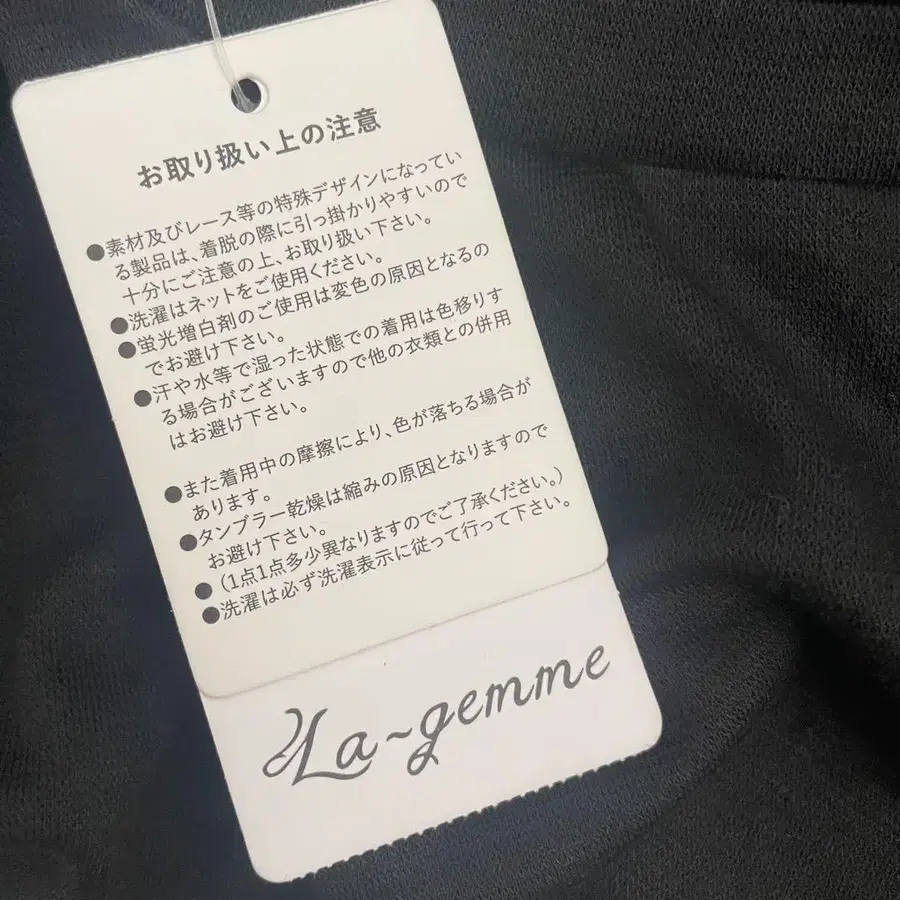 お取り扱い上の注意
●素材及びレース等の特殊デザインになってい
る製品は、着脱の際に引っ掛かりやすいので
十分にご注意の上、お取り扱い下さい。
●洗濯はネットをご使用ください。
●蛍光増白剤のご使用は変色の原因となるの
でお避け下さい。
●汗や水等で湿った状態での着用は色移りす
る場合がございますので他の衣類との併用
はお避け下さい。
●また着用中の摩擦により、色が落ちる場合が
あります。
●タンブラー乾燥は縮みの原因となりますので
お避け下さい。
●(1点1点多少異なりますのでご了承ください。)
●洗濯は必ず洗濯表示に従って行って下さい。
La~gemme